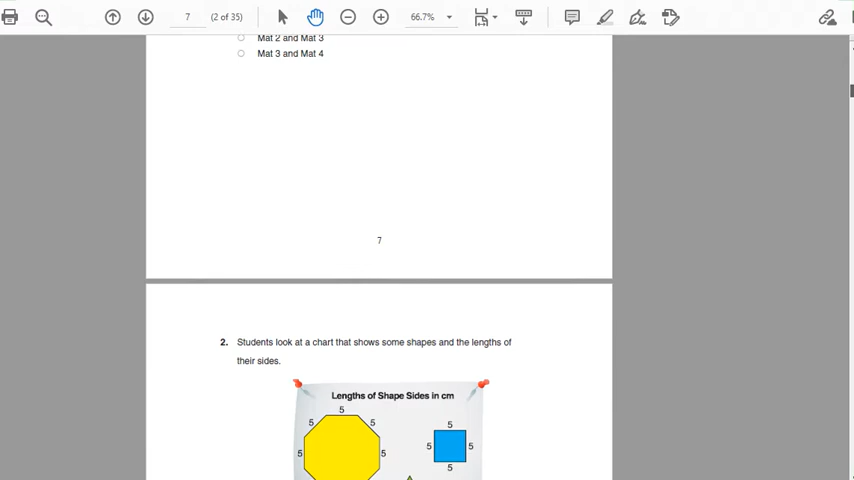 7 (2 of 35) 66.7%
Mat 2 and Mat 3
Mat 3 and Mat 4
7
2. Students look at a chart that shows some shapes and the lengths of
their sides.
Lengths of Shape Sides in cm
5
5 5
5 5
5
5 5
5